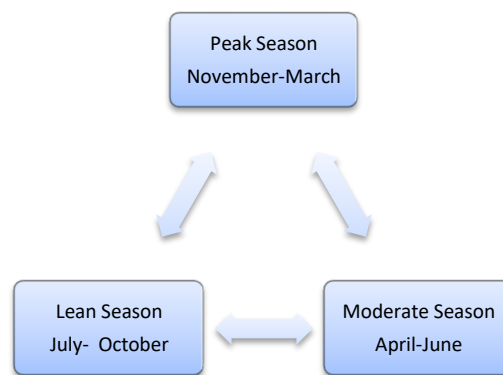 Peak Season
November-March
Lean Season
July- October
Moderate Season
April-June